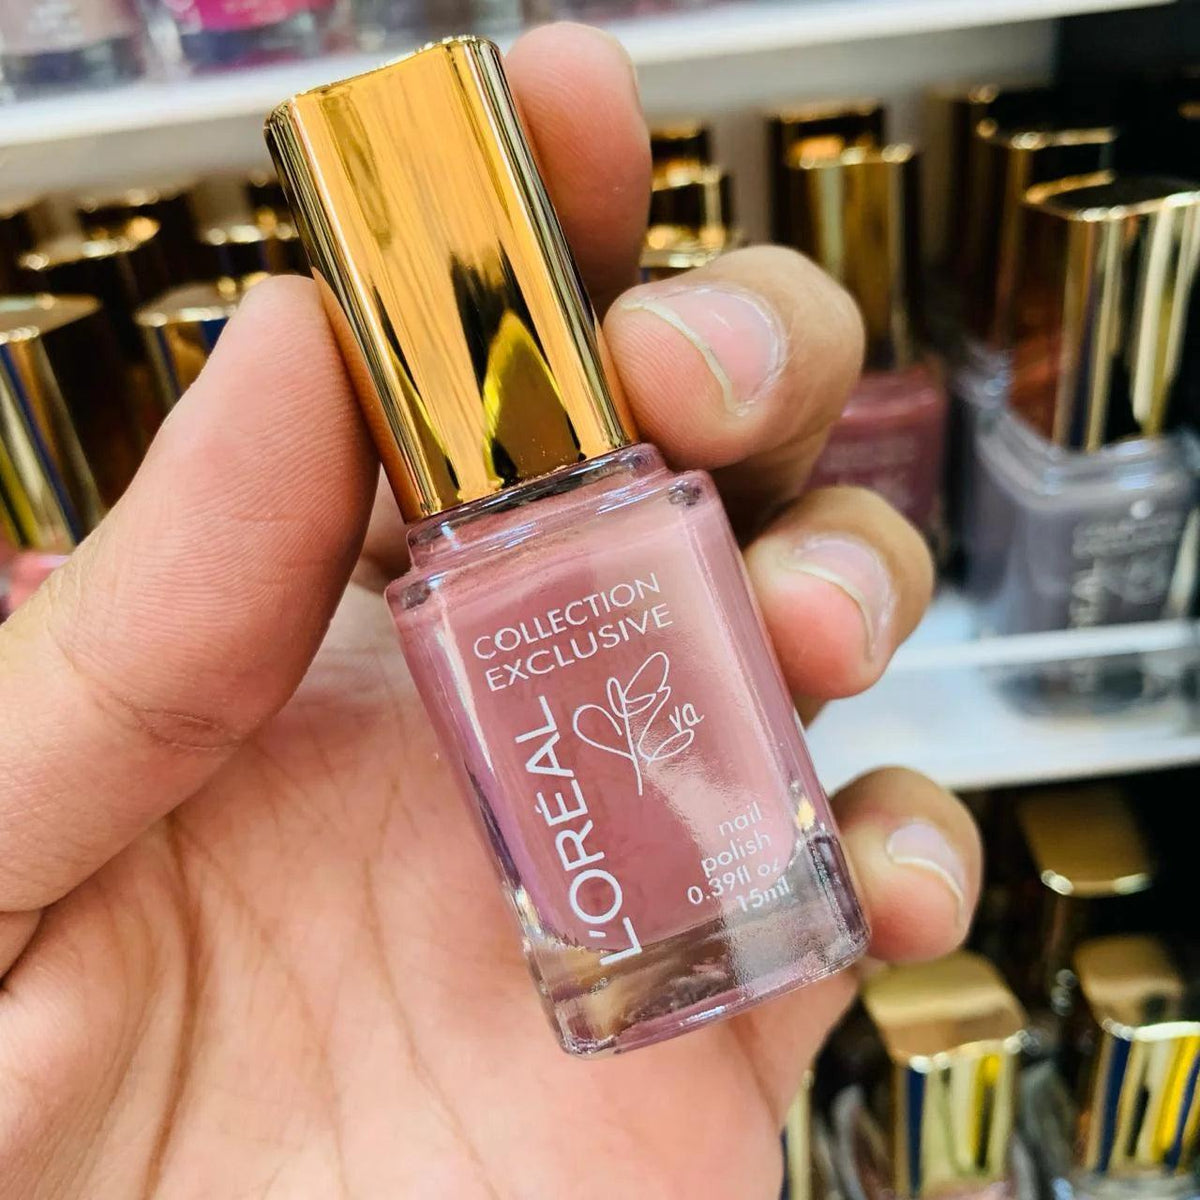 COLLECTION
EXCLUSIVE
Eva
L'ORÉAL
nail
polish
0.39fl oz
15ml